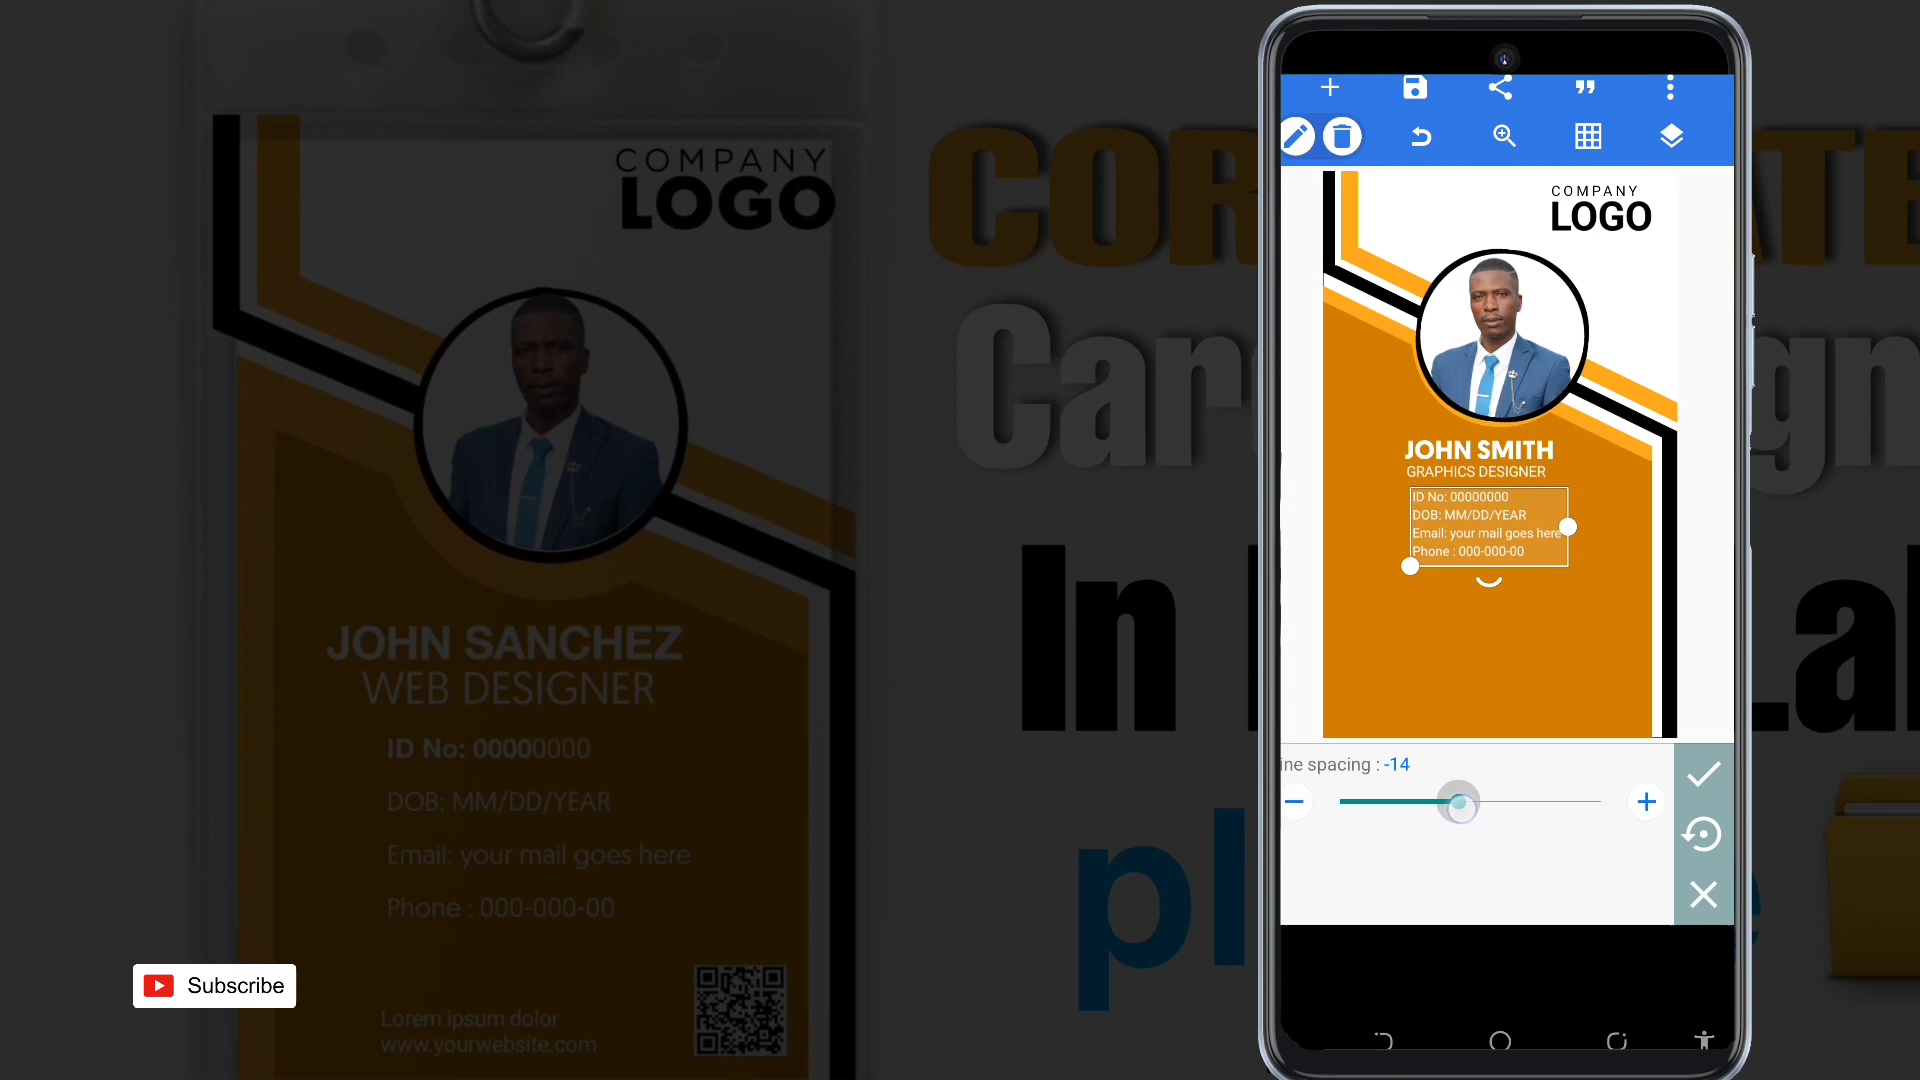 COMPANY
LOGO
JOHN SANCHEZ
WEB DESIGNER
ID No: 00000000
DOB: MM/DD/YEAR
Email: your mail goes here
Phone : 000-000-00
Lorem ipsum dolor
www.yourwebsite.com
Subscribe
In
COMPANY
LOGO
JOHN SMITH
GRAPHICS DESIGNER
ID No: 00000000
DOB: MM/DD/YEAR
Email: your mail goes here
Phone : 000-000-00
ine spacing : -14